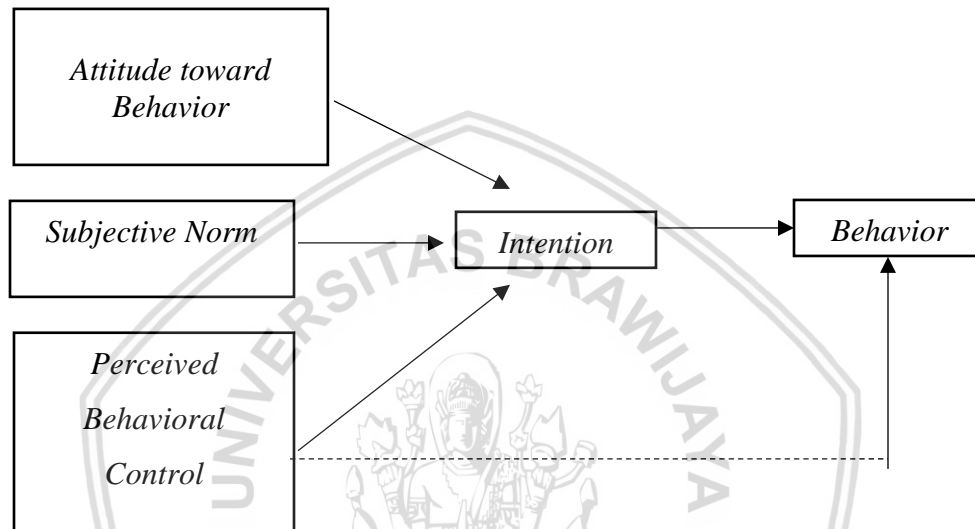 Attitude toward
Behavior
Subjective Norm
Intention
Behavior
Perceived
Behavioral
Control
UNIVERSITAS BRAWIJAYA